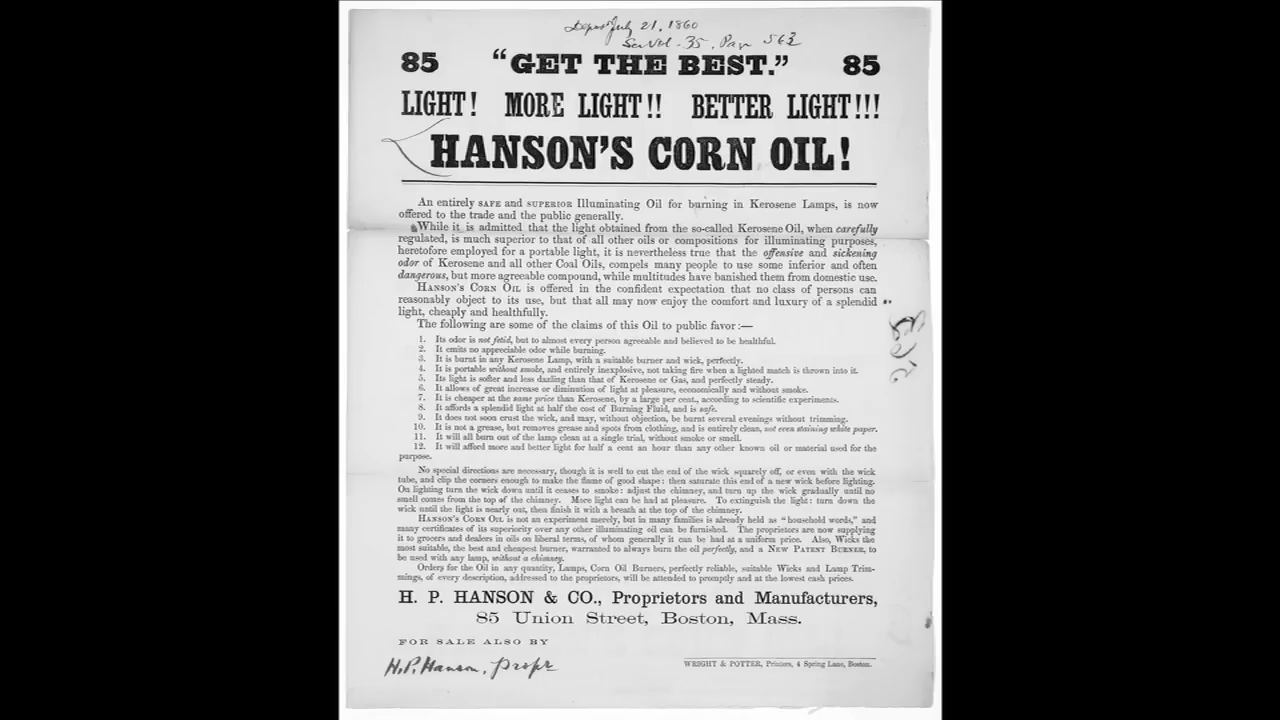 Depos July 21, 1860
See Vol. 35. Page 563
85 "GET THE BEST." 85
LIGHT! MORE LIGHT!! BETTER LIGHT!!!
HANSON'S CORN OIL!
An entirely SAFE and SUPERIOR Illuminating Oil for burning in Kerosene Lamps, is now
offered to the trade and the public generally.
While it is admitted that the light obtained from the so-called Kerosene Oil, when carefully
regulated, is much superior to that of all other oils or compositions for illuminating purposes,
heretofore employed for a portable light, it is nevertheless true that the offensive and sickening
odor of Kerosene and all other Coal Oils, compels many people to use some inferior and often
dangerous, but more agreeable compound, while multitudes have banished them from domestic use.
HANSON'S CORN OIL is offered in the confident expectation that no class of persons can
reasonably object to its use, but that all may now enjoy the comfort and luxury of a splendid
light, cheaply and healthfully.
The following are some of the claims of this Oil to public favor:—
1. Its odor is not fetid, but to almost every person agreeable and believed to be healthful.
2. It emits no appreciable odor while burning.
3. It is burnt in any Kerosene Lamp, with a suitable burner and wick, perfectly.
4. It is portable without smoke, and entirely inexplosive, not taking fire when a lighted match is thrown into it.
5. Its light is softer and less dazzling than that of Kerosene or Gas, and perfectly steady.
6. It allows of great increase or diminution of light at pleasure, economically and without smoke.
7. It is cheaper at the same price than Kerosene, by a large per cent., according to scientific experiments.
8. It affords a splendid light at half the cost of Burning Fluid, and is safe.
9. It does not soon crust the wick, and may, without objection, be burnt several evenings without trimming.
10. It is not a grease, but removes grease and spots from clothing, and is entirely clean, not even staining white paper.
11. It will all burn out of the lamp clean at a single trial, without smoke or smell.
12. It will afford more and better light for half a cent an hour than any other known oil or material used for the
purpose.
No special directions are necessary, though it is well to cut the end of the wick squarely off, or even with the wick
tube, and clip the corners enough to make the flame of good shape: then saturate this end of a new wick before lighting.
On lighting turn the wick down until it ceases to smoke: adjust the chimney, and turn up the wick gradually until no
smell comes from the top of the chimney. More light can be had at pleasure. To extinguish the light: turn down the
wick until the light is nearly out, then finish it with a breath at the top of the chimney.
HANSON'S CORN OIL is not an experiment merely, but in many families is already held as "household words," and
many certificates of its superiority over any other illuminating oil can be furnished. The proprietors are now supplying
it to grocers and dealers in oils on liberal terms, of whom generally it can be had at a uniform price. Also, Wicks the
most suitable, the best and cheapest burner, warranted to always burn the oil perfectly, and a NEW PATENT BURNER, to
be used with any lamp, without a chimney.
Orders for the Oil in any quantity, Lamps, Corn Oil Burners, perfectly reliable, suitable Wicks and Lamp Trim-
mings, of every description, addressed to the proprietors, will be attended to promptly and at the lowest cash prices.
H. P. HANSON & CO., Proprietors and Manufacturers,
85 Union Street, Boston, Mass.
FOR SALE ALSO BY
H. P. Hanson, Propr
WRIGHT & POTTER, Printers, 4 Spring Lane, Boston.